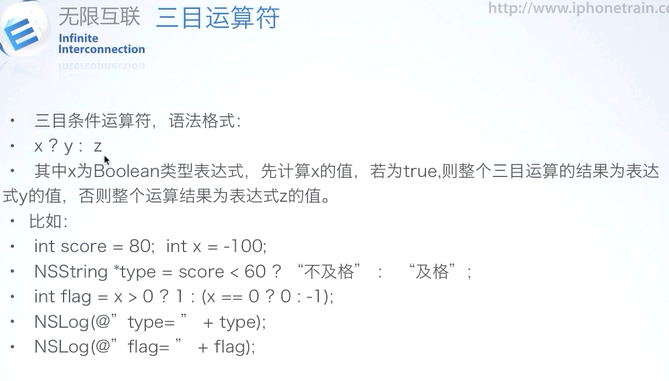 http://www.iphonetrain.co
无限互联
三目运算符
Infinite
Interconnection
• 三目条件运算符，语法格式：
• x ? y : z
• 其中x为Boolean类型表达式，先计算x的值，若为true,则整个三目运算的结果为表达
式y的值，否则整个运算结果为表达式z的值。
• 比如：
• int score = 80; int x = -100;
• NSString *type = score < 60 ? “不及格” : “及格”;
• int flag = x > 0 ? 1 : (x == 0 ? 0 : -1);
• NSLog(@”type= ” + type);
• NSLog(@”flag= ” + flag);